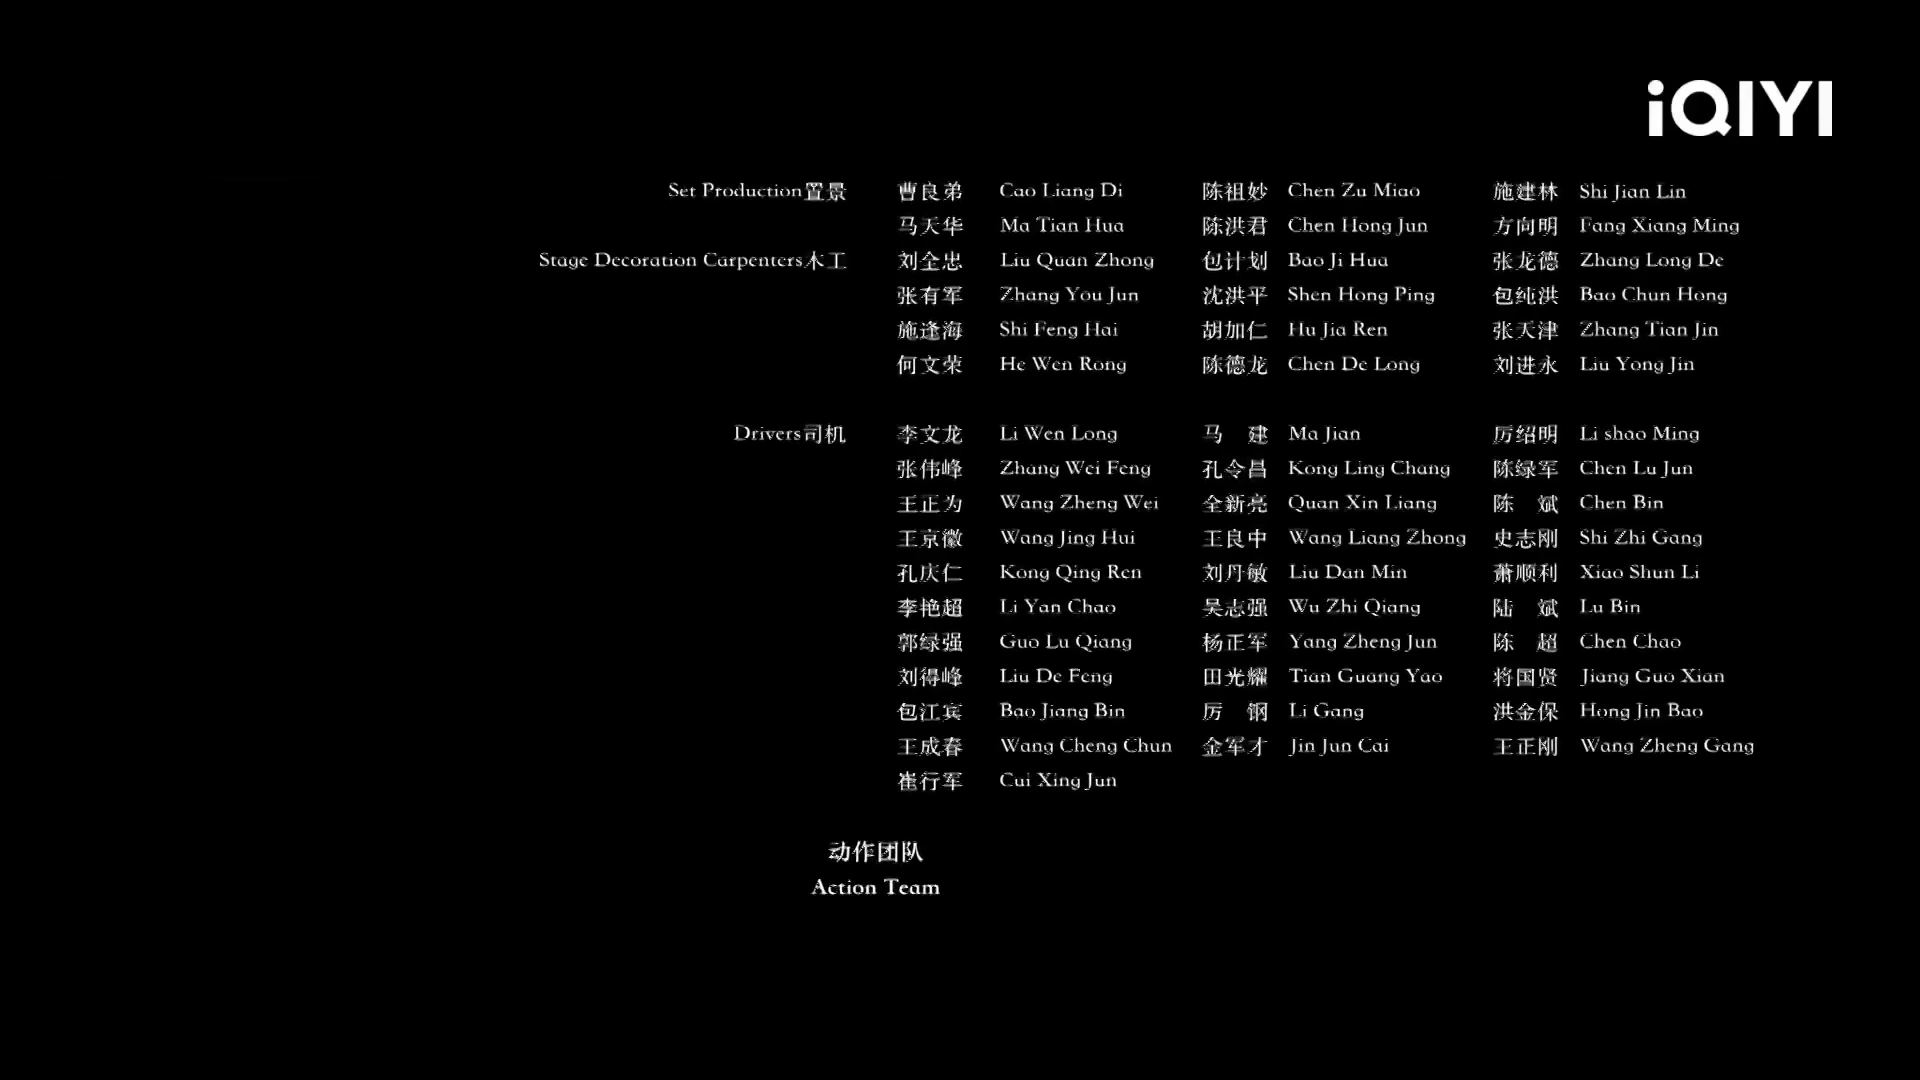 iQIYI
Set Production置景 曹良弟 Cao Liang Di 陈祖妙 Chen Zu Miao 施建林 Shi Jian Lin
马天华 Ma Tian Hua 陈洪君 Chen Hong Jun 方向明 Fang Xiang Ming
Stage Decoration Carpenters木工 刘全忠 Liu Quan Zhong 包计划 Bao Ji Hua 张龙德 Zhang Long De
张有军 Zhang You Jun 沈洪平 Shen Hong Ping 包纯洪 Bao Chun Hong
施逢海 Shi Feng Hai 胡加仁 Hu Jia Ren 张天津 Zhang Tian Jin
何文荣 He Wen Rong 陈德龙 Chen De Long 刘进永 Liu Yong Jin
Drivers司机 李文龙 Li Wen Long 马 建 Ma Jian 厉绍明 Li shao Ming
张伟峰 Zhang Wei Feng 孔令昌 Kong Ling Chang 陈绿军 Chen Lu Jun
王正为 Wang Zheng Wei 全新亮 Quan Xin Liang 陈 斌 Chen Bin
王京徽 Wang Jing Hui 王良中 Wang Liang Zhong 史志刚 Shi Zhi Gang
孔庆仁 Kong Qing Ren 刘丹敏 Liu Dan Min 萧顺利 Xiao Shun Li
李艳超 Li Yan Chao 吴志强 Wu Zhi Qiang 陆 斌 Lu Bin
郭绿强 Guo Lu Qiang 杨正军 Yang Zheng Jun 陈 超 Chen Chao
刘得峰 Liu De Feng 田光耀 Tian Guang Yao 将国贤 Jiang Guo Xian
包江宾 Bao Jiang Bin 厉 钢 Li Gang 洪金保 Hong Jin Bao
王成春 Wang Cheng Chun 金军才 Jin Jun Cai 王正刚 Wang Zheng Gang
崔行军 Cui Xing Jun
动作团队
Action Team